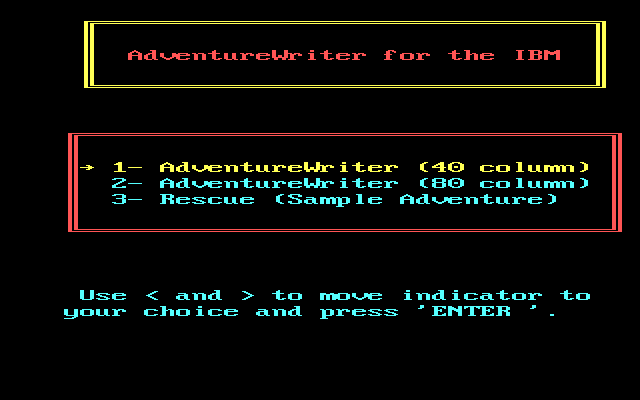 AdventureWriter for the IBM
→ 1- AdventureWriter (40 column)
2- AdventureWriter (80 column)
3- Rescue (Sample Adventure)
Use < and > to move indicator to
your choice and press 'ENTER '.